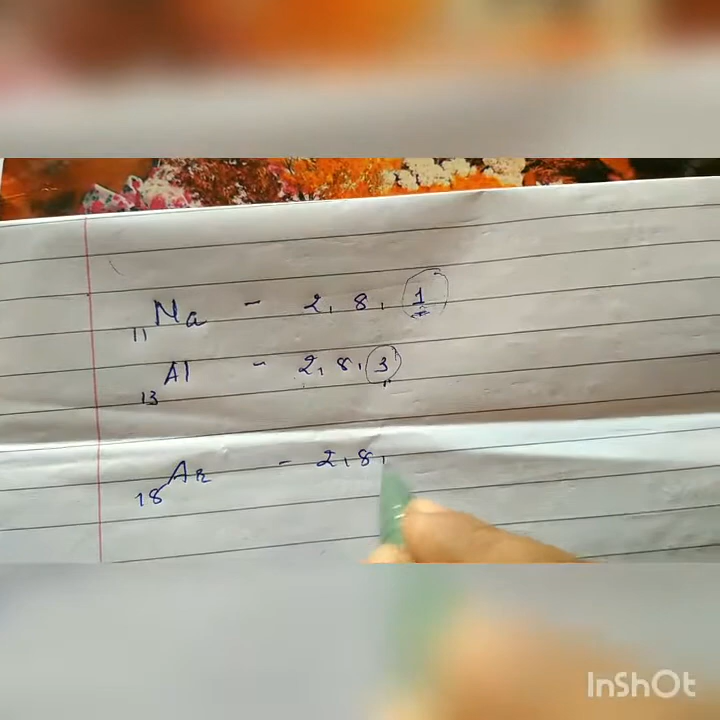 11Na - 2, 8, 1
13Al - 2, 8, 3
18Ar - 2, 8,
InShOt